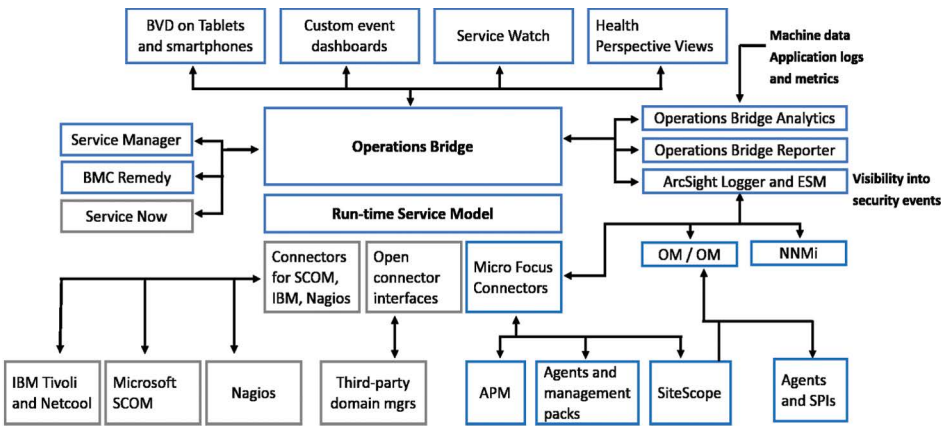 BVD on Tablets
and smartphones
Custom event
dashboards
Service Watch
Health
Perspective Views
Machine data
Application logs
and metrics
Service Manager
BMC Remedy
Service Now
Operations Bridge
Run-time Service Model
Operations Bridge Analytics
Operations Bridge Reporter
ArcSight Logger and ESM
Visibility into
security events
Connectors
for SCOM,
IBM, Nagios
Open
connector
interfaces
Micro Focus
Connectors
OM / OM
NNMi
IBM Tivoli
and Netcool
Microsoft
SCOM
Nagios
Third-party
domain mgrs
APM
Agents and
management
packs
SiteScope
Agents
and SPIs